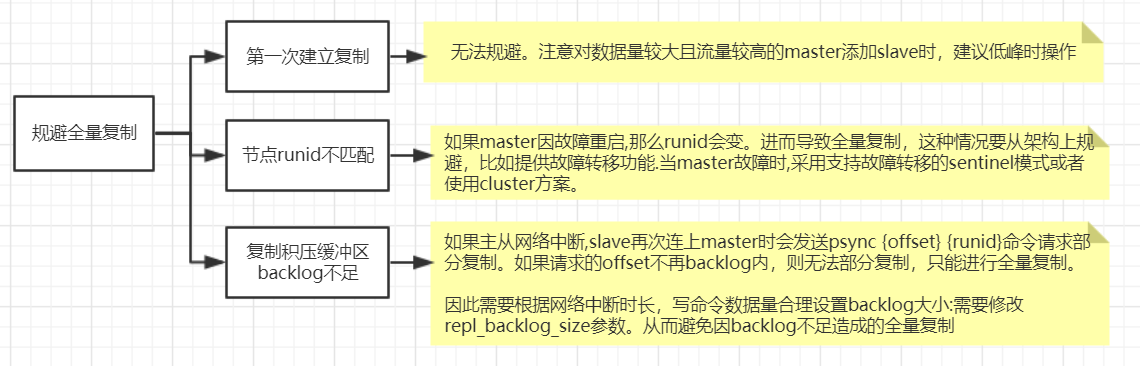 规避全量复制
第一次建立复制
无法规避。注意对数据量较大且流量较高的master添加slave时，建议低峰时操作
节点runid不匹配
如果master因故障重启,那么runid会变。进而导致全量复制，这种情况要从架构上规
避，比如提供故障转移功能.当master故障时,采用支持故障转移的sentinel模式或者
使用cluster方案。
复制积压缓冲区
backlog不足
如果主从网络中断,slave再次连上master时会发送psync {offset} {runid}命令请求部
分复制。如果请求的offset不再backlog内，则无法部分复制，只能进行全量复制。
因此需要根据网络中断时长，写命令数据量合理设置backlog大小:需要修改
repl_backlog_size参数。从而避免因backlog不足造成的全量复制